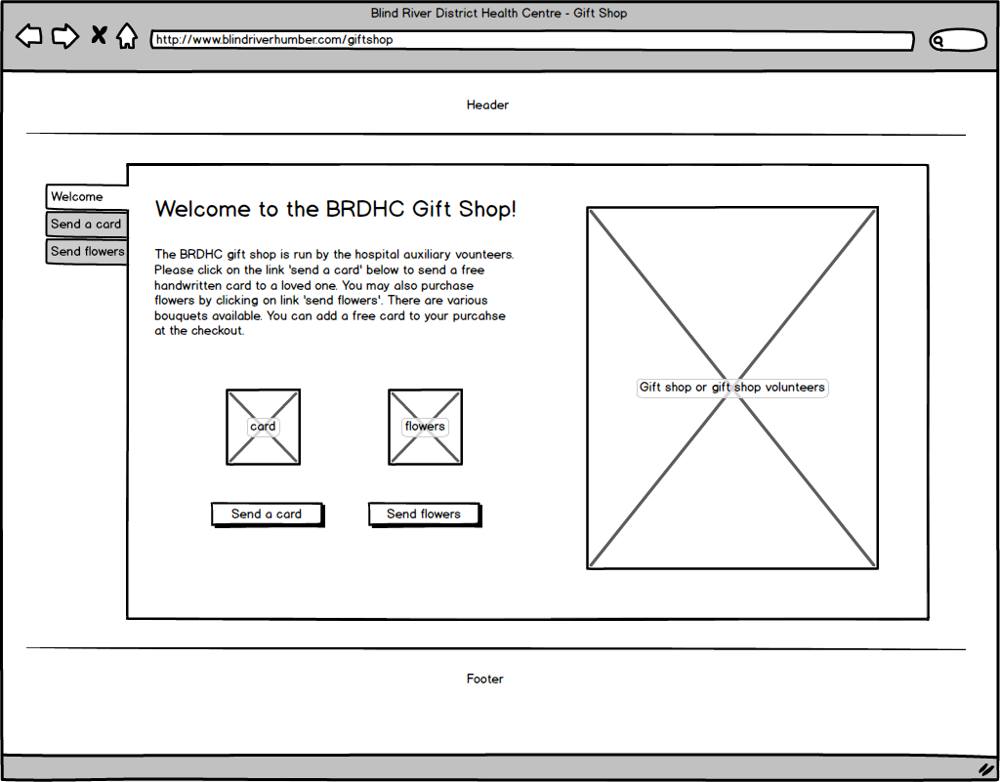 Blind River District Health Centre - Gift Shop
http://www.blindriverhumber.com/giftshop
Header
Welcome
Send a card
Send flowers
Welcome to the BRDHC Gift Shop!
The BRDHC gift shop is run by the hospital auxiliary vounteers.
Please click on the link 'send a card' below to send a free
handwritten card to a loved one. You may also purchase
flowers by clicking on link 'send flowers'. There are various
bouquets available. You can add a free card to your purcahse
at the checkout.
card
flowers
Send a card
Send flowers
Gift shop or gift shop volunteers
Footer